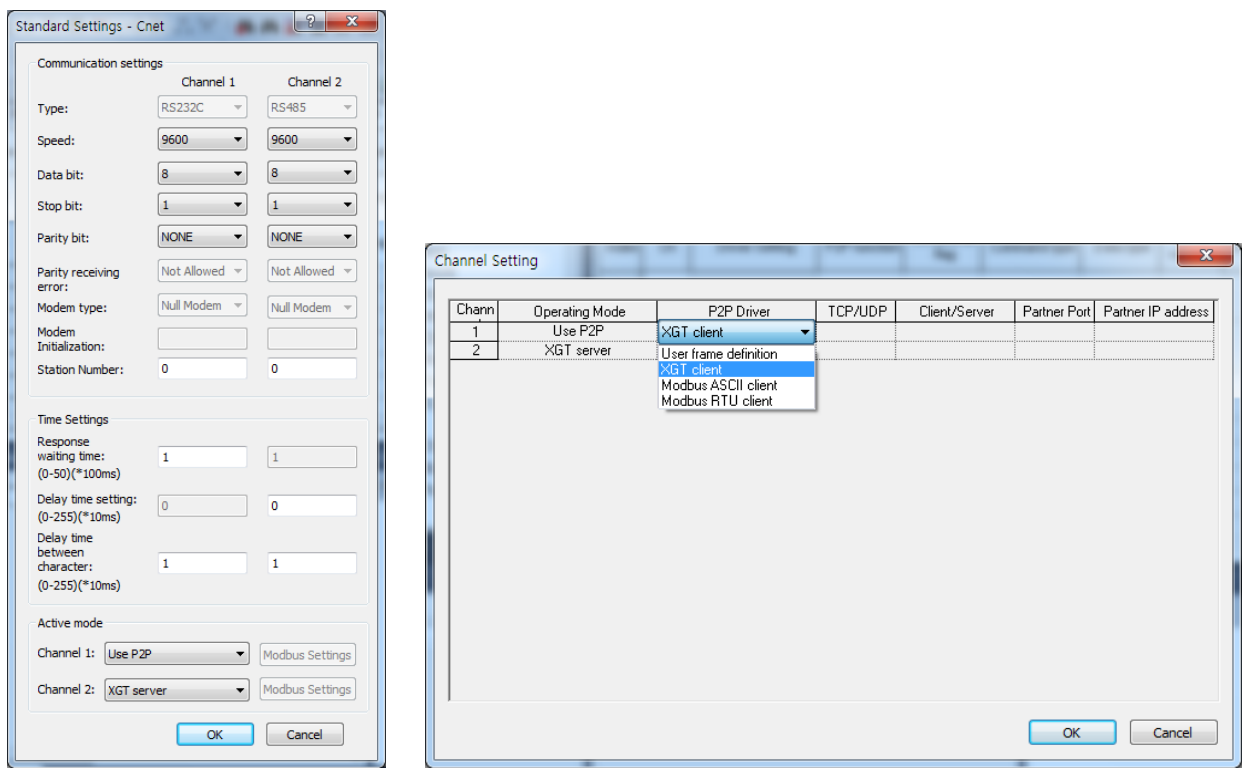 Standard Settings - Cnet
Communication settings
Channel 1 Channel 2
Type: RS232C RS485
Speed: 9600 9600
Data bit: 8 8
Stop bit: 1 1
Parity bit: NONE NONE
Parity receiving
error: Not Allowed Not Allowed
Modem type: Null Modem Null Modem
Modem
Initialization:
Station Number: 0 0
Time Settings
Response
waiting time: 1 1
(0-50)(*100ms)
Delay time setting: 0 0
(0-255)(*10ms)
Delay time
between
character: 1 1
(0-255)(*10ms)
Active mode
Channel 1: Use P2P Modbus Settings
Channel 2: XGT server Modbus Settings
OK Cancel
Channel Setting
Chann Operating Mode P2P Driver TCP/UDP Client/Server Partner Port Partner IP address
1 Use P2P XGT client
2 XGT server
User frame definition
XGT client
Modbus ASCII client
Modbus RTU client
OK Cancel